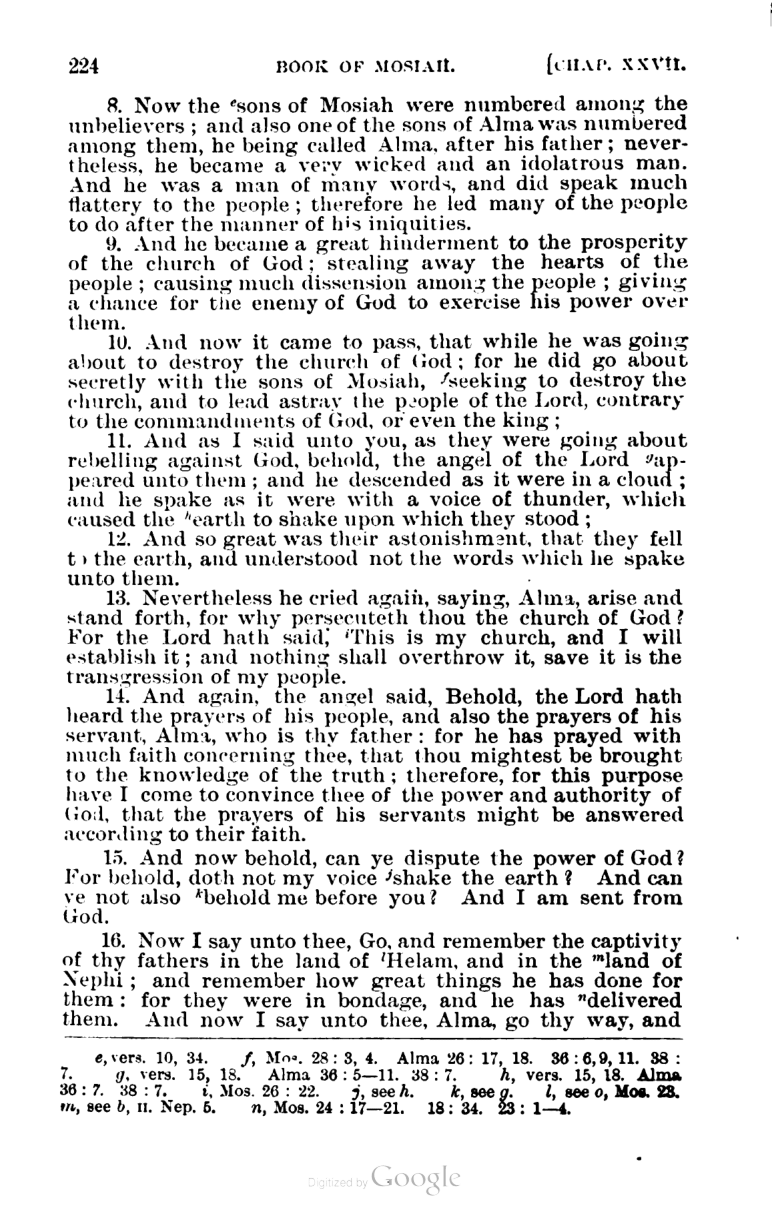 224 BOOK OF MOSIAH. [CHAP. XXVII.
8. Now the ᵉsons of Mosiah were numbered among the
unbelievers ; and also one of the sons of Alma was numbered
among them, he being called Alma, after his father ; never-
theless, he became a very wicked and an idolatrous man.
And he was a man of many words, and did speak much
flattery to the people ; therefore he led many of the people
to do after the manner of his iniquities.
9. And he became a great hinderment to the prosperity
of the church of God ; stealing away the hearts of the
people ; causing much dissension among the people ; giving
a chance for the enemy of God to exercise his power over
them.
10. And now it came to pass, that while he was going
about to destroy the church of God ; for he did go about
secretly with the sons of Mosiah, ᶠseeking to destroy the
church, and to lead astray the people of the Lord, contrary
to the commandments of God, or even the king ;
11. And as I said unto you, as they were going about
rebelling against God, behold, the angel of the Lord ᵍap-
peared unto them ; and he descended as it were in a cloud ;
and he spake as it were with a voice of thunder, which
caused the ʰearth to shake upon which they stood ;
12. And so great was their astonishment, that they fell
to the earth, and understood not the words which he spake
unto them.
13. Nevertheless he cried again, saying, Alma, arise and
stand forth, for why persecuteth thou the church of God ?
For the Lord hath said, ⁱThis is my church, and I will
establish it ; and nothing shall overthrow it, save it is the
transgression of my people.
14. And again, the angel said, Behold, the Lord hath
heard the prayers of his people, and also the prayers of his
servant, Alma, who is thy father : for he has prayed with
much faith concerning thee, that thou mightest be brought
to the knowledge of the truth ; therefore, for this purpose
have I come to convince thee of the power and authority of
God, that the prayers of his servants might be answered
according to their faith.
15. And now behold, can ye dispute the power of God ?
For behold, doth not my voice ʲshake the earth ? And can
ye not also ᵏbehold me before you ? And I am sent from
God.
16. Now I say unto thee, Go, and remember the captivity
of thy fathers in the land of ˡHelam, and in the ᵐland of
Nephi ; and remember how great things he has done for
them : for they were in bondage, and he has ⁿdelivered
them. And now I say unto thee, Alma, go thy way, and
e, vers. 10, 34. f, Mos. 28 : 3, 4. Alma 26 : 17, 18. 36 : 6, 9, 11. 38 :
7. g, vers. 15, 18. Alma 36 : 5—11. 38 : 7. h, vers. 15, 18. Alma
36 : 7. 38 : 7. i, Mos. 26 : 22. j, see h. k, see g. l, see o, Mos. 23.
m, see b, II. Nep. 5. n, Mos. 24 : 17—21. 18 : 34. 23 : 1—4.
Digitized by Google